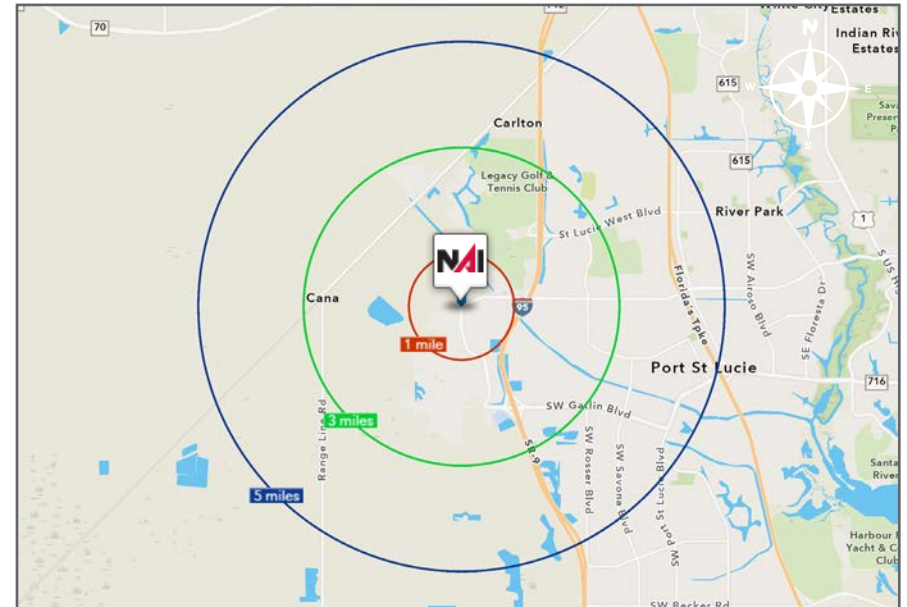 Estates
70
N
Indian
Estates
W
E
S
615
Carlton
615
Legacy Golf &
Tennis Club
River Park
St Lucie West Blvd
1
NAI
Cana
95
Florida's Tpke
SW Airoso Blvd
SE Floresta Dr
1 mile
Port St Lucie
716
SW Gatlin Blvd
3 miles
Range Line Rd
SR-9
SW Rosser Blvd
SW Savona Blvd
SW Port St Lucie Blvd
5 miles
Santa
River
Harbour
Yacht & C
Club
SW Becker Rd